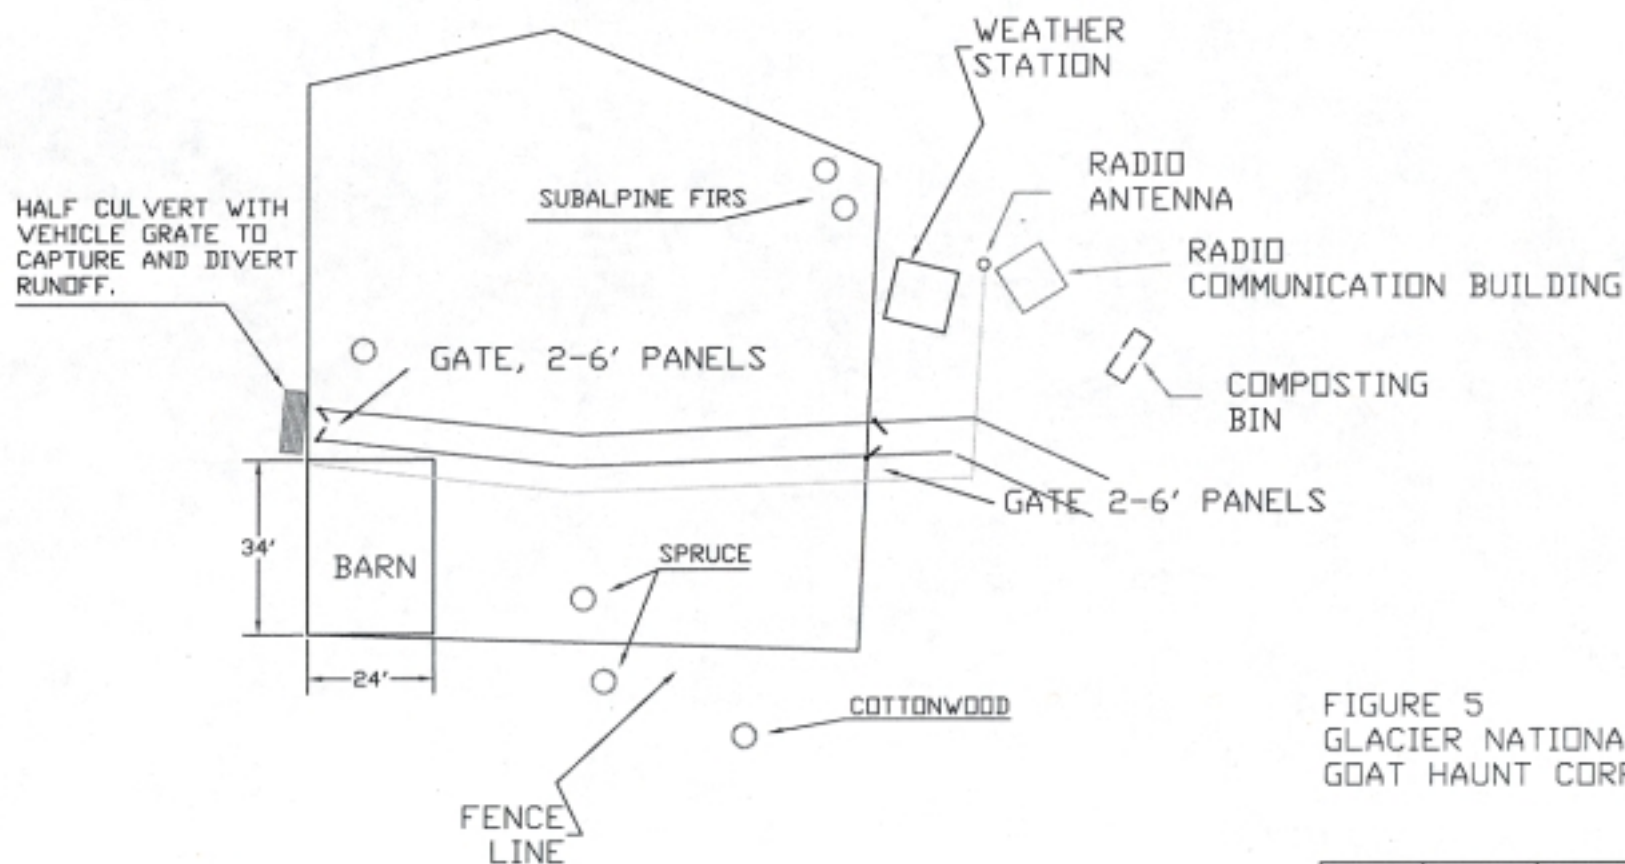 WEATHER
STATION
RADIO
ANTENNA
SUBALPINE FIRS
HALF CULVERT WITH
VEHICLE GRATE TO
CAPTURE AND DIVERT
RUNOFF.
RADIO
COMMUNICATION BUILDING
GATE, 2-6' PANELS
COMPOSTING
BIN
GATE 2-6' PANELS
34'
BARN
SPRUCE
24'
COTTONWOOD
FENCE
LINE
FIGURE 5
GLACIER
GOAT HAUNT